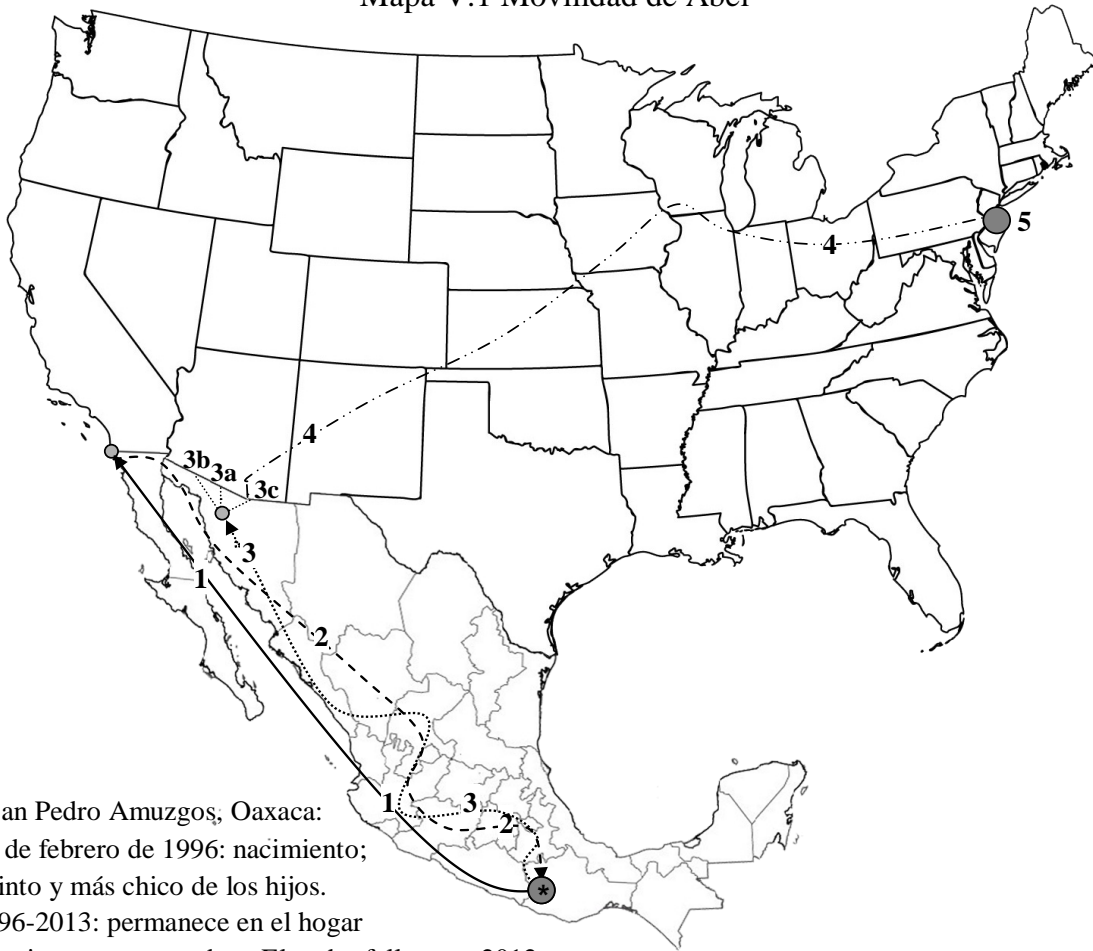 Mapa V.1 Movilidad de Abel
5
4
4
3b
3a
3c
3
1
2
1
3
2
*
an Pedro Amuzgos, Oaxaca:
de febrero de 1996: nacimiento;
into y más chico de los hijos.
96-2013: permanece en el hogar